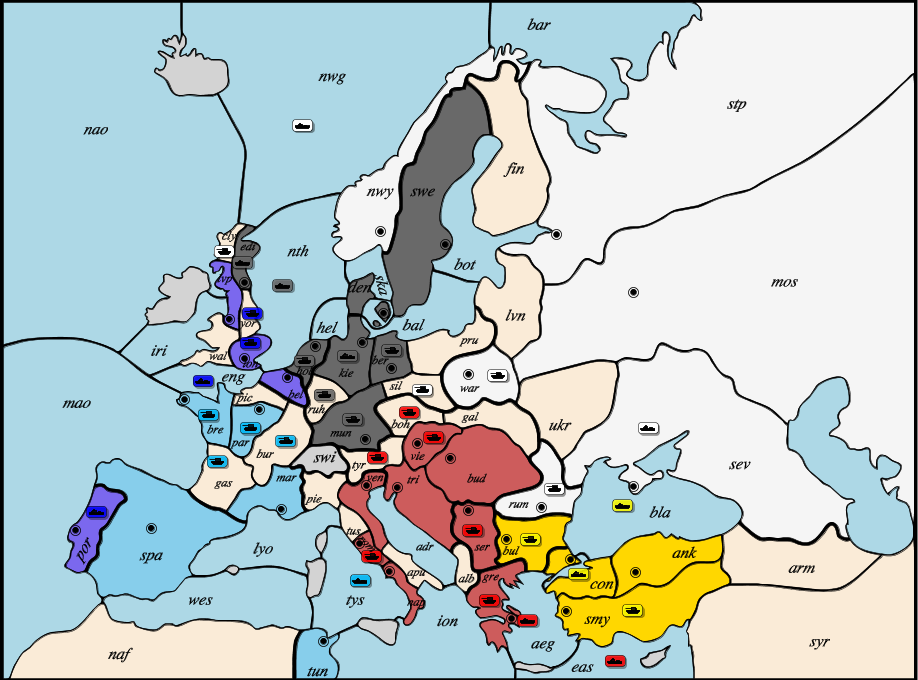 bar
nwg
stp
nao
fin
nwy
swe
cly
edi
nth
bot
lvp
den
ska
mos
lvn
yor
hel
bal
iri
wal
lon
hol
kie
ber
pru
eng
bel
ruh
sil
war
mao
pic
bre
par
bur
mun
boh
gal
ukr
swi
tyr
vie
gas
mar
pie
ven
tri
bud
rum
sev
bla
por
spa
lyo
tus
rom
adr
ser
bul
ank
arm
wes
tys
apu
nap
alb
gre
con
smy
ion
aeg
naf
tun
eas
syr